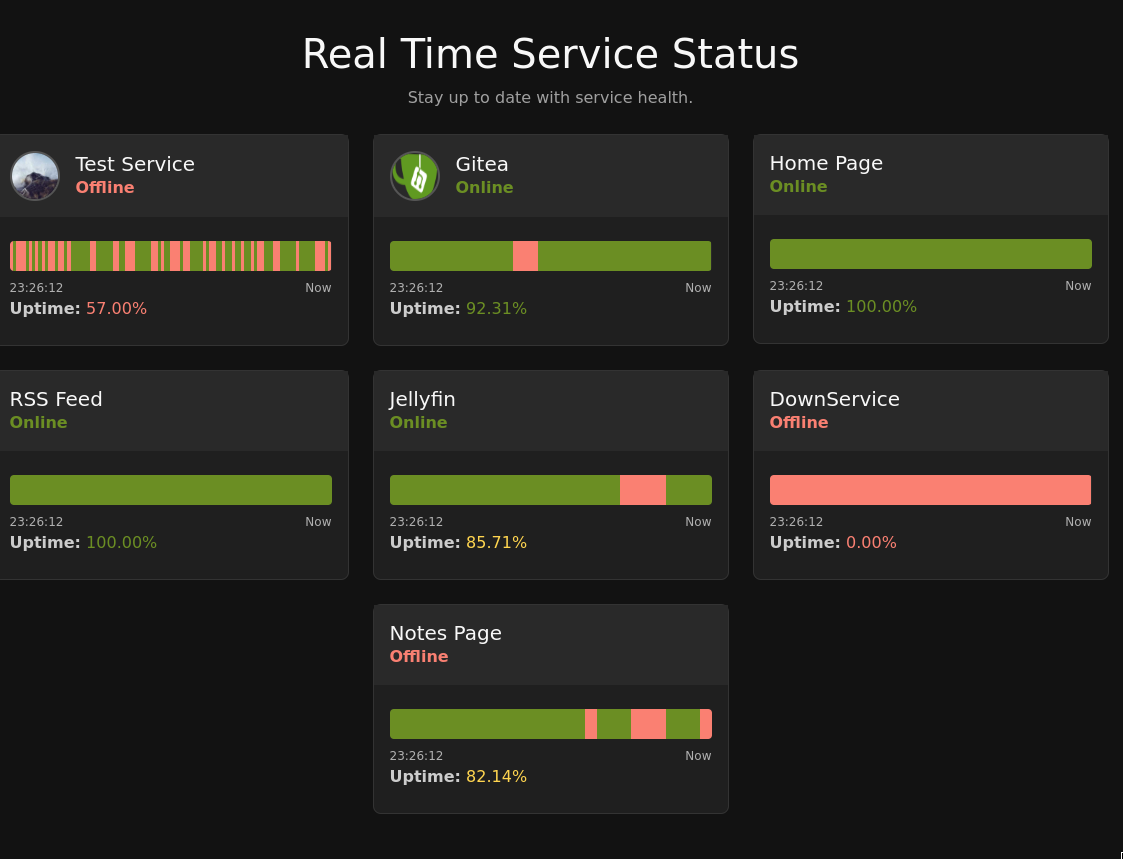 Real Time Service Status
Stay up to date with service health.
Test Service
Offline
23:26:12 Now
Uptime: 57.00%
Gitea
Online
23:26:12 Now
Uptime: 92.31%
Home Page
Online
23:26:12 Now
Uptime: 100.00%
RSS Feed
Online
23:26:12 Now
Uptime: 100.00%
Jellyfin
Online
23:26:12 Now
Uptime: 85.71%
DownService
Offline
23:26:12 Now
Uptime: 0.00%
Notes Page
Offline
23:26:12 Now
Uptime: 82.14%